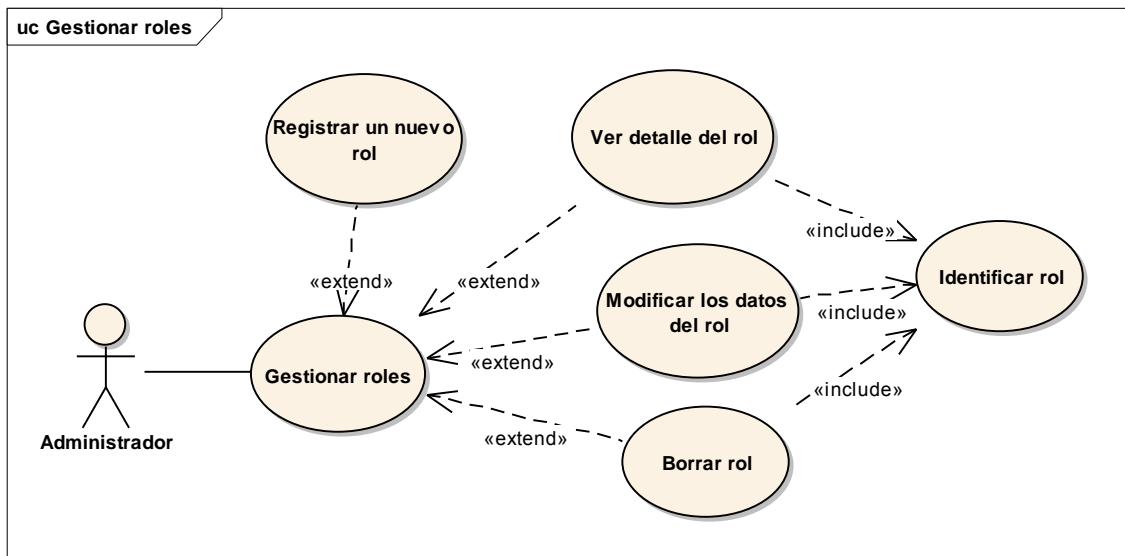 uc Gestionar roles
Registrar un nuevo
rol
Ver detalle del rol
«include»
Identificar rol
«extend»
«extend»
Modificar los datos
del rol
«include»
Gestionar roles
«extend»
«include»
Administrador
«extend»
Borrar rol